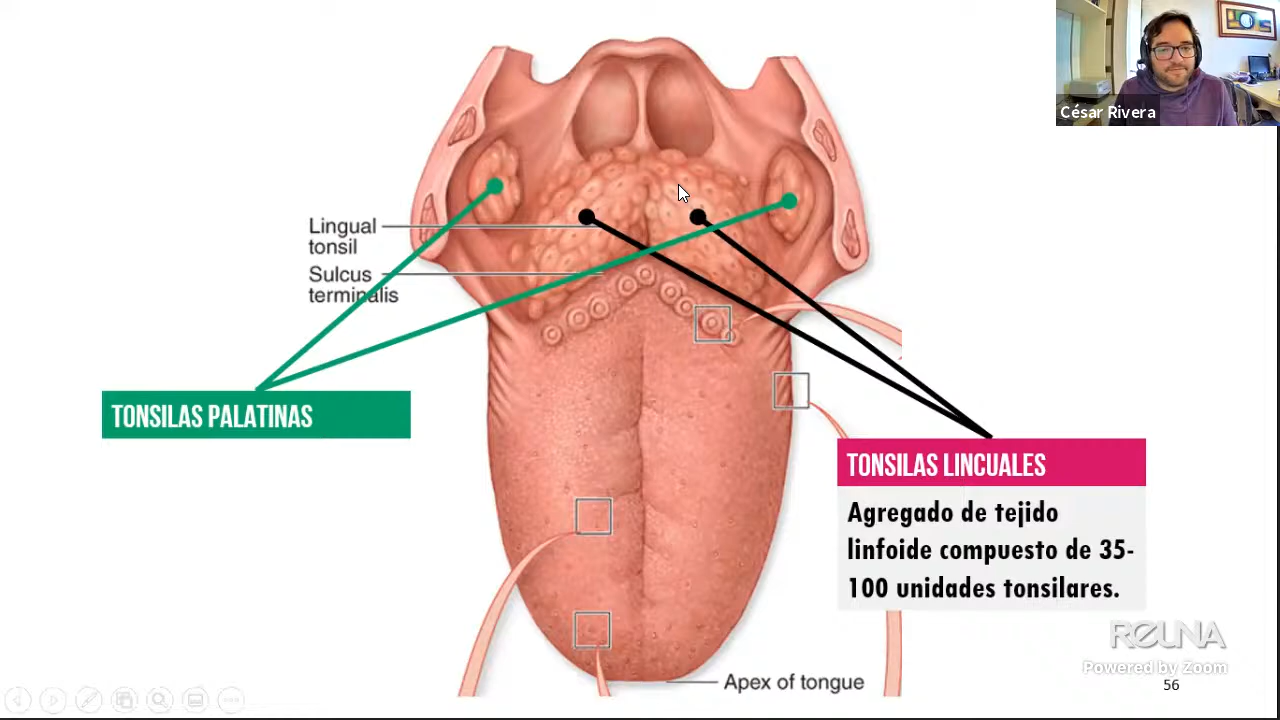 César Rivera
Lingual
tonsil
Sulcus
terminalis
TONSILAS PALATINAS
TONSILAS LINCUALES
Agregado de tejido
linfoide compuesto de 35-
100 unidades tonsilares.
REUNA
Powered by Zoom
Apex of tongue
56